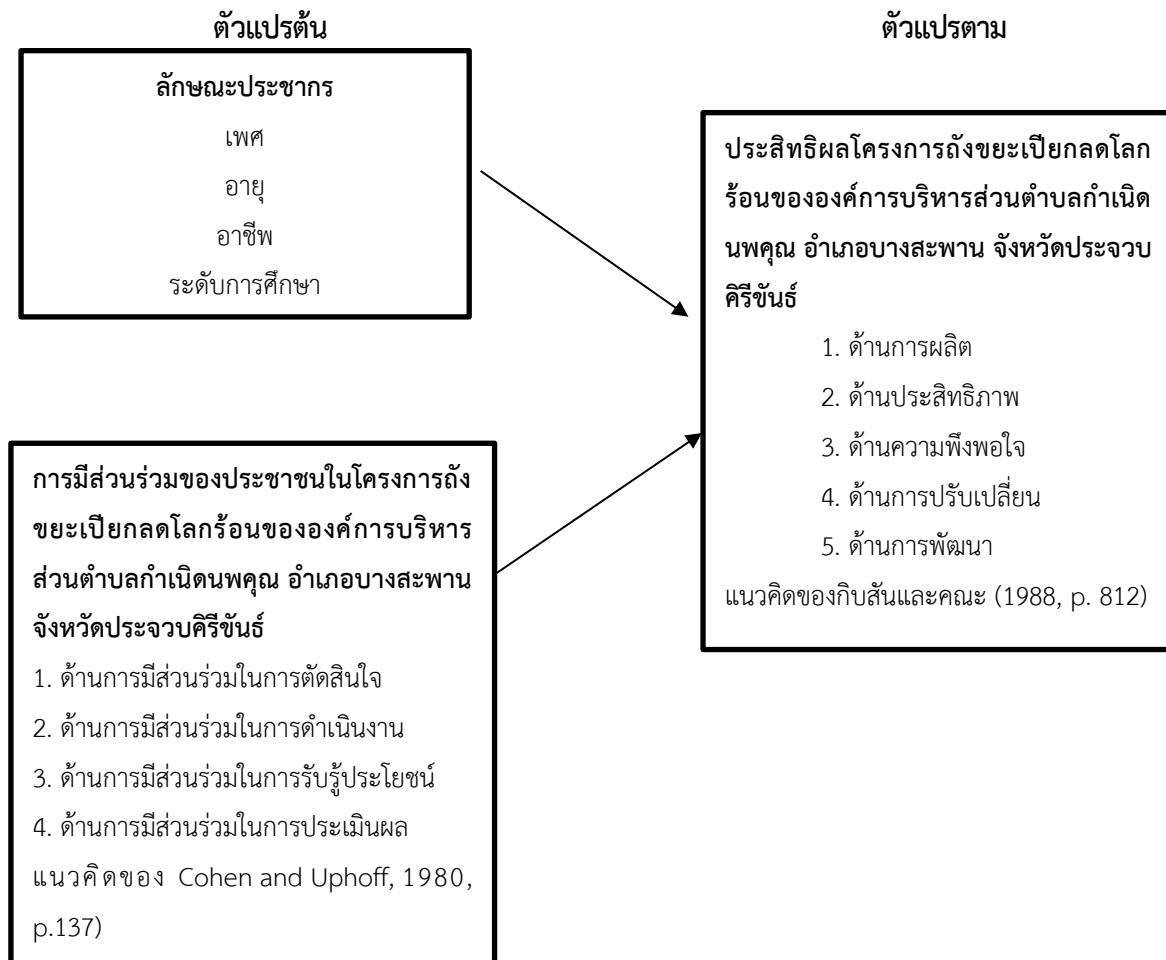 ตัวแปรต้น
ลักษณะประชากร
เพศ
อายุ
อาชีพ
ระดับการศึกษา
การมีส่วนร่วมของประชาชนในโครงการถัง
ขยะเปียกลดโลกร้อนขององค์การบริหาร
ส่วนตำบลกำเนิดนพคุณ อำเภอบางสะพาน
จังหวัดประจวบคิรีขันธ์
1. ด้านการมีส่วนร่วมในการตัดสินใจ
2. ด้านการมีส่วนร่วมในการดำเนินงาน
3. ด้านการมีส่วนร่วมในการรับรู้ประโยชน์
4. ด้านการมีส่วนร่วมในการประเมินผล
แนวคิดของ Cohen and Uphoff, 1980,
p.137)
ตัวแปรตาม
ประสิทธิผลโครงการถังขยะเปียกลดโลก
ร้อนขององค์การบริหารส่วนตำบลกำเนิด
นพคุณ อำเภอบางสะพาน จังหวัดประจวบ
คิรีขันธ์
1. ด้านการผลิต
2. ด้านประสิทธิภาพ
3. ด้านความพึงพอใจ
4. ด้านการปรับเปลี่ยน
5. ด้านการพัฒนา
แนวคิดของกิบสันและคณะ (1988, p. 812)